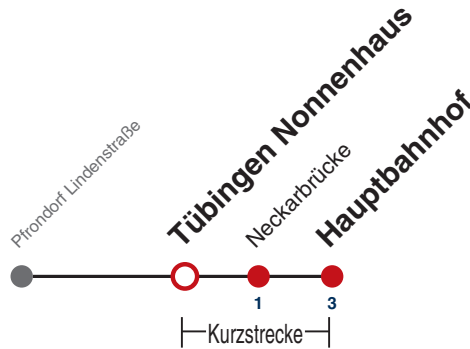 Pfrondorf Lindenstraße
Tübingen Nonnenhaus
Neckarbrücke
Hauptbahnhof
1
3
Kurzstrecke